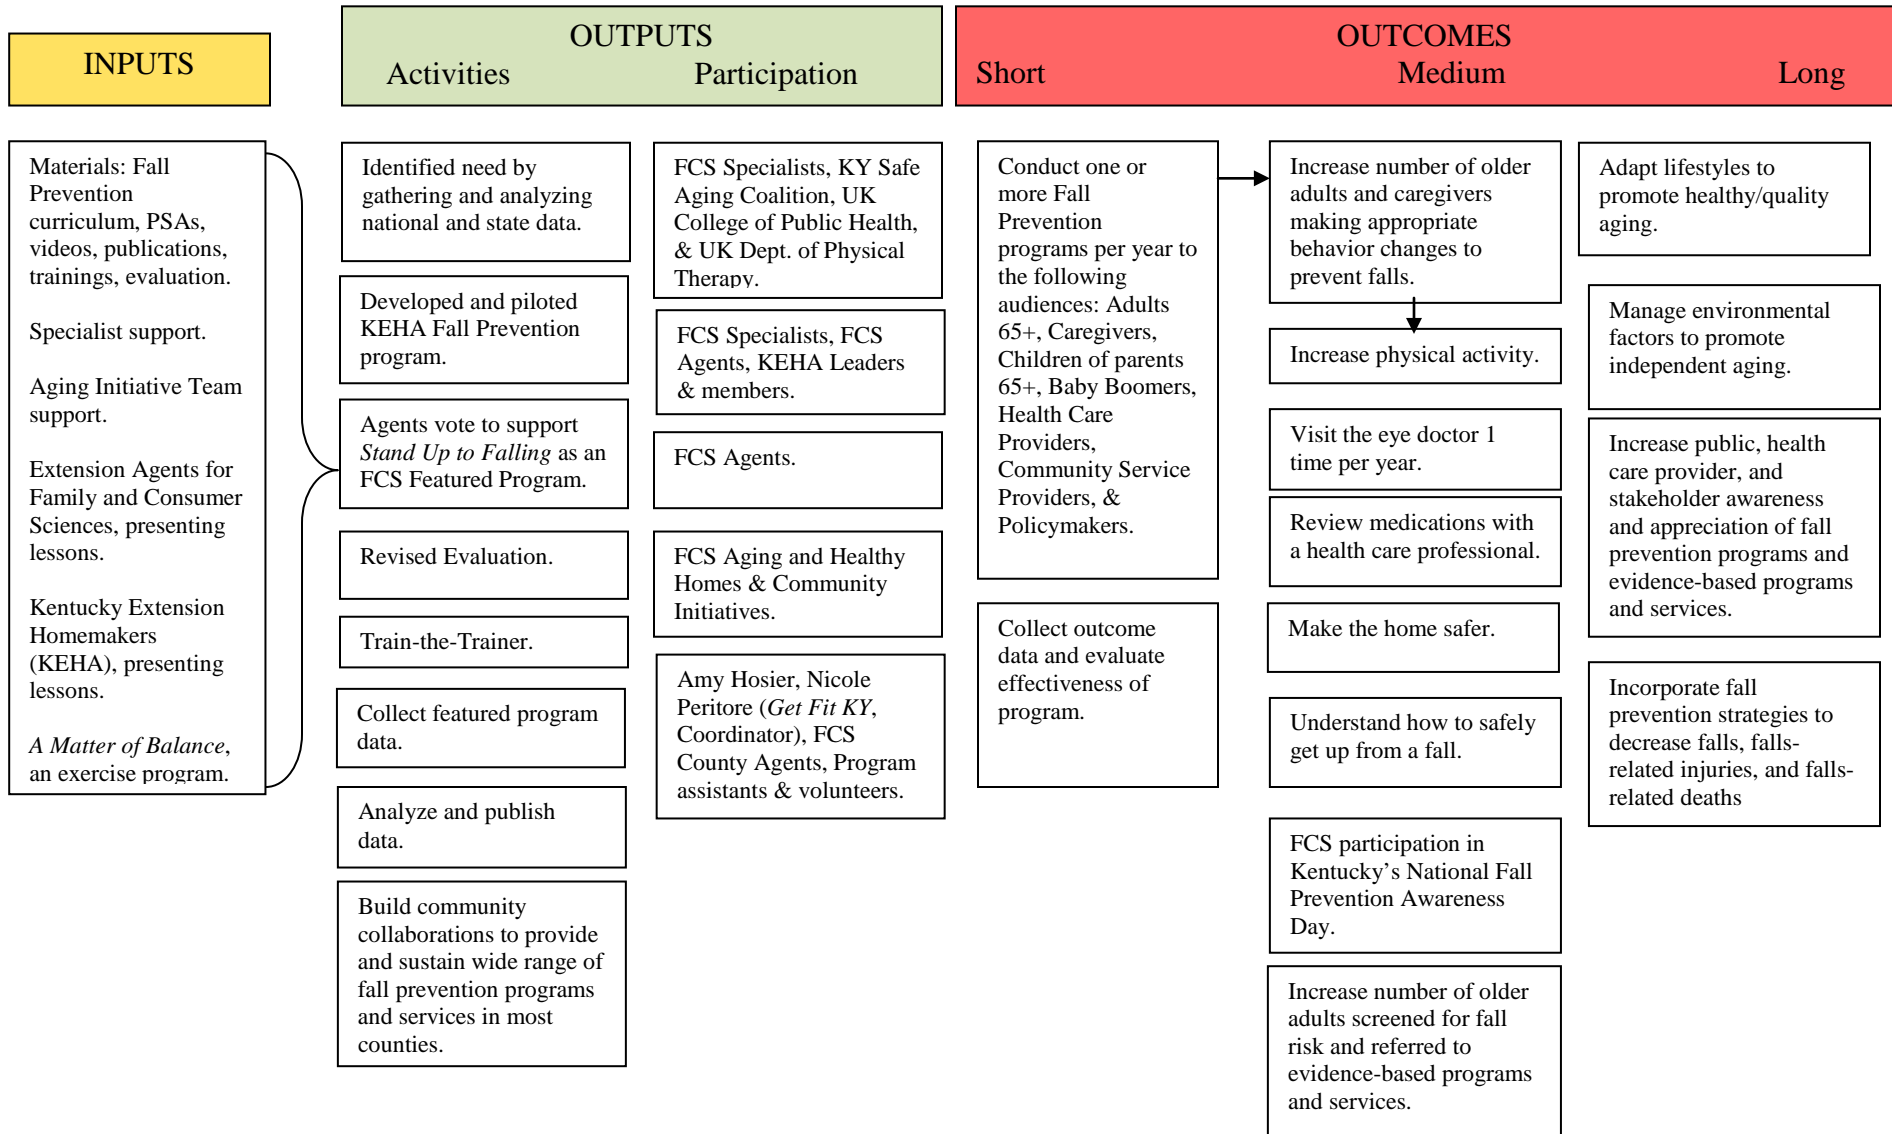 INPUTS
OUTPUTS
Activities
Participation
OUTCOMES
Short
Medium
Long
Materials: Fall
Prevention
curriculum, PSAs,
videos, publications,
trainings, evaluation.
Specialist support.
Aging Initiative Team
support.
Extension Agents for
Family and Consumer
Sciences, presenting
lessons.
Kentucky Extension
Homemakers
(KEHA), presenting
lessons.
A Matter of Balance,
an exercise program.
Identified need by
gathering and analyzing
national and state data.
Developed and piloted
KEHA Fall Prevention
program.
Agents vote to support
Stand Up to Falling as an
FCS Featured Program.
Revised Evaluation.
Train-the-Trainer.
Collect featured program
data.
Analyze and publish
data.
Build community
collaborations to provide
and sustain wide range of
fall prevention programs
and services in most
counties.
FCS Specialists, KY Safe
Aging Coalition, UK
College of Public Health,
& UK Dept. of Physical
Therapy.
FCS Specialists, FCS
Agents, KEHA Leaders
& members.
FCS Agents.
FCS Aging and Healthy
Homes & Community
Initiatives.
Amy Hosier, Nicole
Peritore (Get Fit KY,
Coordinator), FCS
County Agents, Program
assistants & volunteers.
Conduct one or
more Fall
Prevention
programs per year to
the following
audiences: Adults
65+, Caregivers,
Children of parents
65+, Baby Boomers,
Health Care
Providers,
Community Service
Providers, &
Policymakers.
Collect outcome
data and evaluate
effectiveness of
program.
Increase number of older
adults and caregivers
making appropriate
behavior changes to
prevent falls.
Increase physical activity.
Visit the eye doctor 1
time per year.
Review medications with
a health care professional.
Make the home safer.
Understand how to safely
get up from a fall.
FCS participation in
Kentucky’s National Fall
Prevention Awareness
Day.
Increase number of older
adults screened for fall
risk and referred to
evidence-based programs
and services.
Adapt lifestyles to
promote healthy/quality
aging.
Manage environmental
factors to promote
independent aging.
Increase public, health
care provider, and
stakeholder awareness
and appreciation of fall
prevention programs and
evidence-based programs
and services.
Incorporate fall
prevention strategies to
decrease falls, falls-
related injuries, and falls-
related deaths